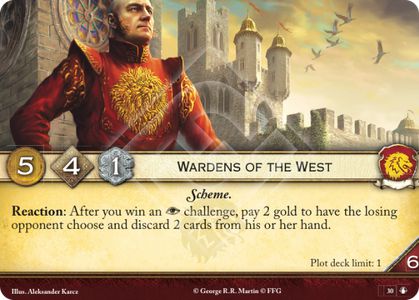 5
4
1
WARDENS OF THE WEST
Scheme.
Reaction: After you win an challenge, pay 2 gold to have the losing
opponent choose and discard 2 cards from his or her hand.
Plot deck limit: 1
6
Illus. Aleksander Karcz
© George R.R. Martin © FFG
30